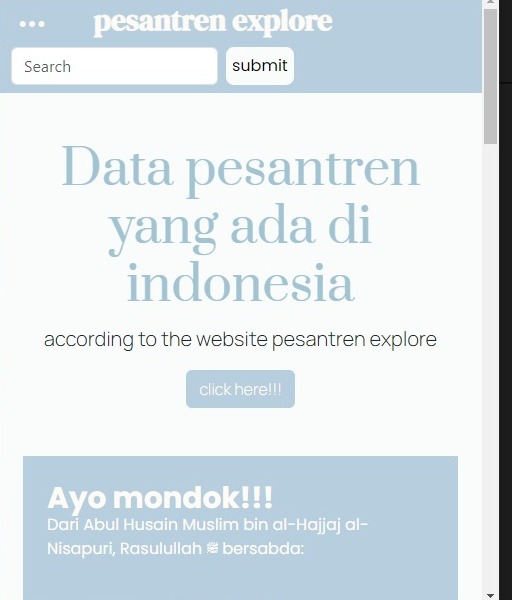 pesantren explore
Search
submit
Data pesantren
yang ada di
indonesia
according to the website pesantren explore
click here!!!
Ayo mondok!!!
Dari Abul Husain Muslim bin al-Hajjaj al-
Nisapuri, Rasulullah ﷺ bersabda: